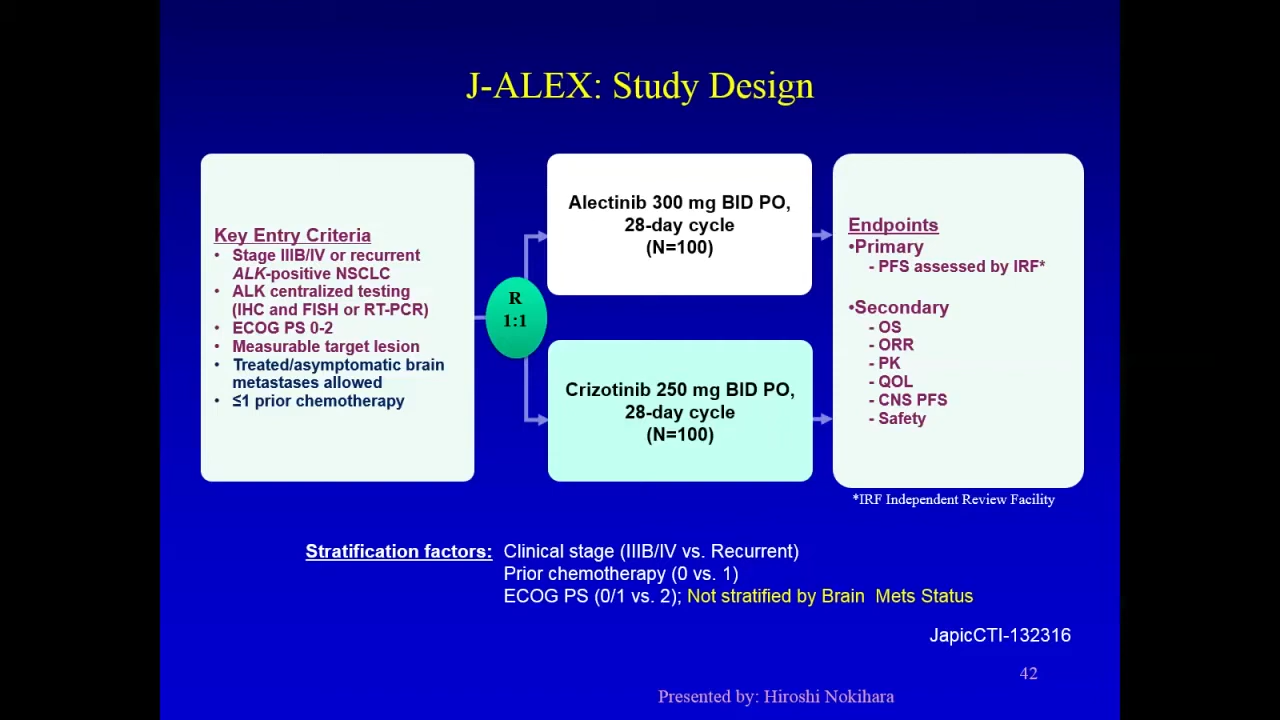 J-ALEX: Study Design
Key Entry Criteria
• Stage IIIB/IV or recurrent
ALK-positive NSCLC
• ALK centralized testing
(IHC and FISH or RT-PCR)
• ECOG PS 0-2
• Measurable target lesion
• Treated/asymptomatic brain
metastases allowed
• ≤1 prior chemotherapy
R
1:1
Alectinib 300 mg BID PO,
28-day cycle
(N=100)
Crizotinib 250 mg BID PO,
28-day cycle
(N=100)
Endpoints
•Primary
- PFS assessed by IRF*
•Secondary
- OS
- ORR
- PK
- QOL
- CNS PFS
- Safety
*IRF Independent Review Facility
Stratification factors: Clinical stage (IIIB/IV vs. Recurrent)
Prior chemotherapy (0 vs. 1)
ECOG PS (0/1 vs. 2); Not stratified by Brain Mets Status
JapicCTI-132316
42
Presented by: Hiroshi Nokihara